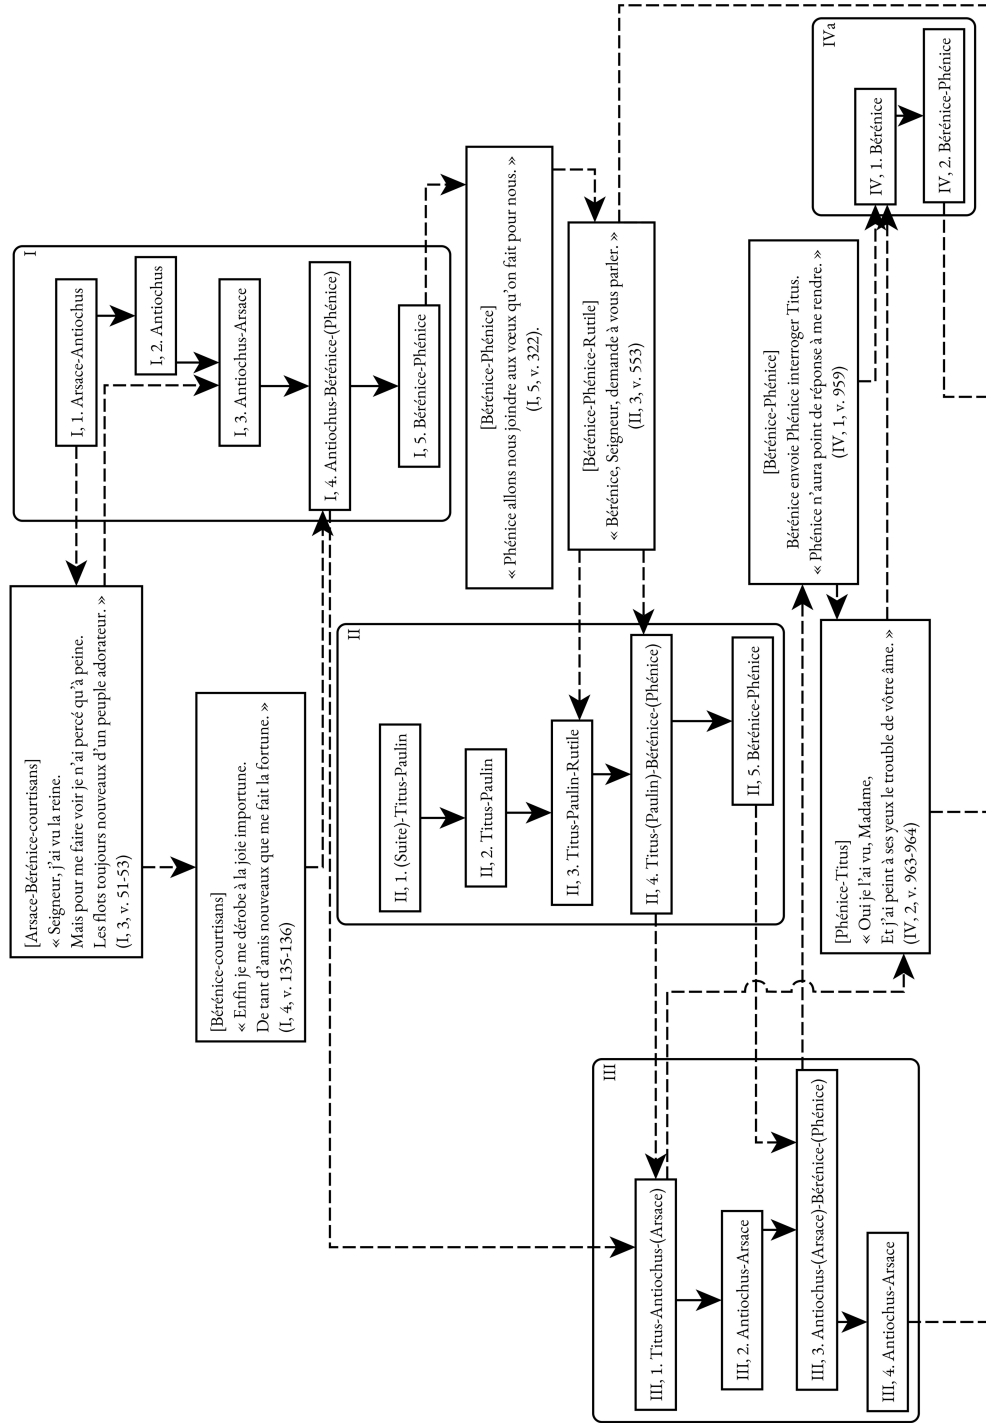 I
I, 1. Arsace-Antiochus
I, 2. Antiochus
I, 3. Antiochus-Arsace
I, 4. Antiochus-Bérénice-(Phénice)
I, 5. Bérénice-Phénice
[Arsace-Bérénice-courtisans]
« Seigneur, j'ai vu la reine.
Mais pour me faire voir je n'ai percé qu'à peine.
Les flots toujours nouveaux d'un peuple adorateur. »
(I, 3, v. 51-53)
[Bérénice-courtisans]
« Enfin je me dérobe à la joie importune.
De tant d'amis nouveaux que me fait la fortune. »
(I, 4, v. 135-136)
[Bérénice-Phénice]
« Phénice allons nous joindre aux vœux qu'on fait pour nous. »
(I, 5, v. 322).
[Bérénice-Phénice-Rutile]
« Bérénice, Seigneur, demande à vous parler. »
(II, 3, v. 553)
II
II, 1. (Suite)-Titus-Paulin
II, 2. Titus-Paulin
II, 3. Titus-Paulin-Rutile
II, 4. Titus-(Paulin)-Bérénice-(Phénice)
II, 5. Bérénice-Phénice
III
III, 1. Titus-Antiochus-(Arsace)
III, 2. Antiochus-Arsace
III, 3. Antiochus-(Arsace)-Bérénice-(Phénice)
III, 4. Antiochus-Arsace
[Bérénice-Phénice]
Bérénice envoie Phénice interroger Titus.
« Phénice n'aura point de réponse à me rendre. »
(IV, 1, v. 959)
[Phénice-Titus]
« Oui je l'ai vu, Madame,
Et j'ai peint à ses yeux le trouble de vôtre âme. »
(IV, 2, v. 963-964)
IVa
IV, 1. Bérénice
IV, 2. Bérénice-Phénice